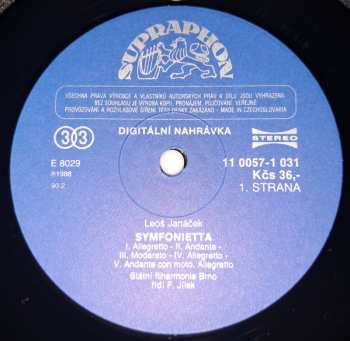 SUPRAPHON
VŠECHNA PRÁVA VÝROBCE A VLASTNÍKŮ AUTORSKÝCH PRÁV K DÍLU JSOU VYHRAZENA.
BEZ SOUHLASU JE VÝROBA KOPIÍ, PRONÁJEM, PŮJČOVÁNÍ, VEŘEJNÉ
PROVOZOVÁNÍ A ROZHLASOVÉ ŠÍŘENÍ TÉTO DESKY ZAKÁZÁNO. MADE IN CZECHOSLOVAKIA
33 DIGITÁLNÍ NAHRÁVKA STEREO
E 8029 11 0057-1 031
℗1988 Kčs 36,-
90.2 1. STRANA
Leoš Janáček
SYMFONIETTA
I. Allegretto - II. Andante -
III. Moderato - IV. Allegretto -
V. Andante con moto. Allegretto
Státní filharmonie Brno
řídí F. Jílek